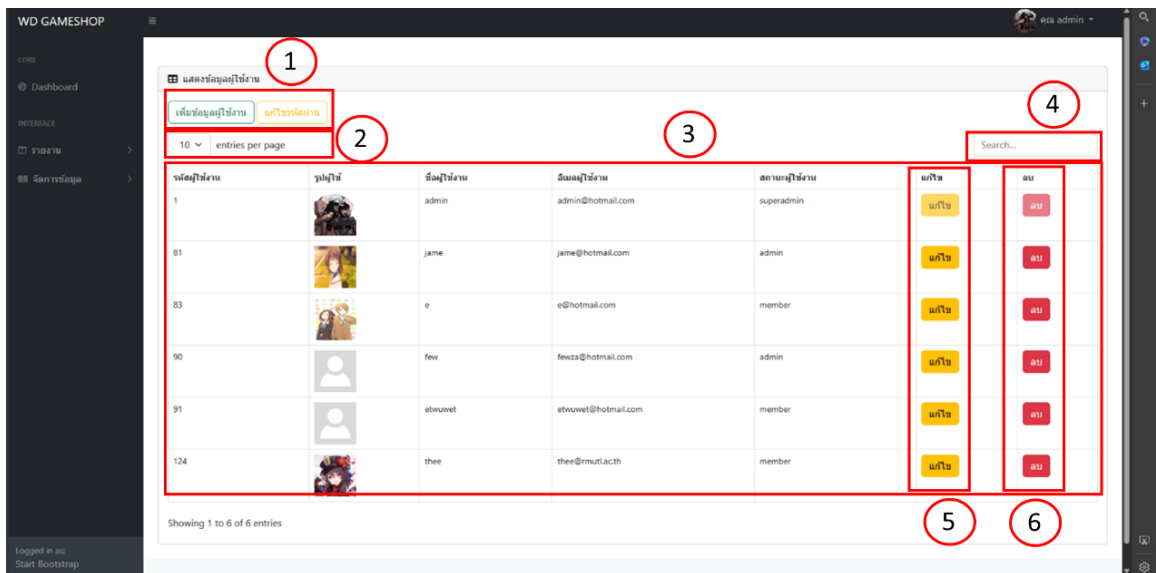 WD GAMESHOP
คุณ admin
CORE
Dashboard
INTERFACE
รายงาน
จัดการข้อมูล
1
แสดงข้อมูลผู้ใช้งาน
เพิ่มข้อมูลผู้ใช้งาน แก้ไขรหัสผ่าน
2
3
4
10 entries per page
Search...
รหัสผู้ใช้งาน รูปผู้ใช้ ชื่อผู้ใช้งาน อีเมลผู้ใช้งาน สถานะผู้ใช้งาน แก้ไข ลบ
1 admin admin@hotmail.com superadmin แก้ไข ลบ
81 jame jame@hotmail.com admin แก้ไข ลบ
83 e e@hotmail.com member แก้ไข ลบ
90 few fewza@hotmail.com admin แก้ไข ลบ
91 etwuwet etwuwet@hotmail.com member แก้ไข ลบ
124 thee thee@rmutl.ac.th member แก้ไข ลบ
Showing 1 to 6 of 6 entries
5
6
Logged in as:
Start Bootstrap